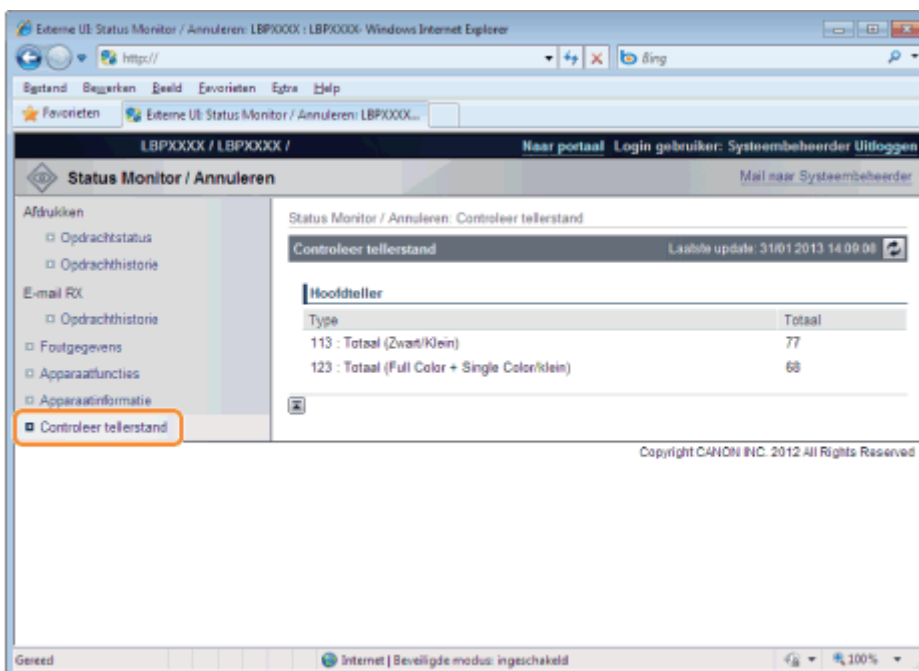 Externe UI: Status Monitor / Annuleren: LBPXXXX : LBPXXXX- Windows Internet Explorer
http://
Bing
Bestand Bewerken Beeld Favorieten Extra Help
Favorieten
Externe UI: Status Monitor / Annuleren: LBPXXX...
LBPXXXX / LBPXXXX /
Naar portaal Login gebruiker: Systeembeheerder Uitloggen
Status Monitor / Annuleren
Mail naar Systeembeheerder
Afdrukken
Opdrachtstatus
Opdrachthistorie
E-mail RX
Opdrachthistorie
Foutgegevens
Apparaatfuncties
Apparaatinformatie
Controleer tellerstand
Status Monitor / Annuleren: Controleer tellerstand
Controleer tellerstand
Laatste update: 31/01 2013 14:09:08
Hoofdteller
Type Totaal
113 : Totaal (Zwart/Klein) 77
123 : Totaal (Full Color + Single Color/klein) 68
Copyright CANON INC. 2012 All Rights Reserved
Gereed
Internet | Beveiligde modus: ingeschakeld
100%